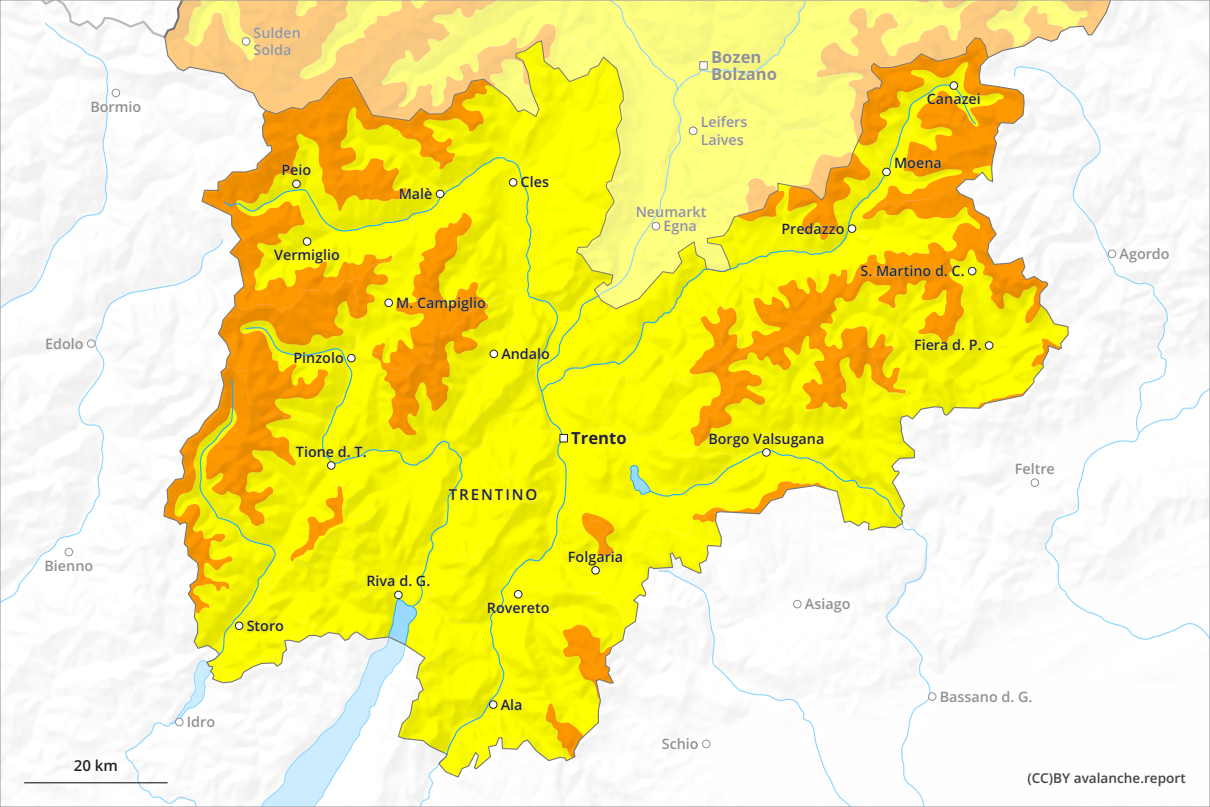 Sulden
Solda
Bozen
Bolzano
Bormio
Canazei
Leifers
Laives
Moena
Peio
Cles
Malè
Neumarkt
Egna
Predazzo
Vermiglio
Agordo
S. Martino d. C.
M. Campiglio
Edolo
Fiera d. P.
Pinzolo
Andalo
Trento
Borgo Valsugana
Tione d. T.
Feltre
TRENTINO
Bienno
Folgaria
Riva d. G.
Asiago
Rovereto
Storo
Bassano d. G.
Ala
Idro
Schio
20 km
(CC)BY avalanche.report